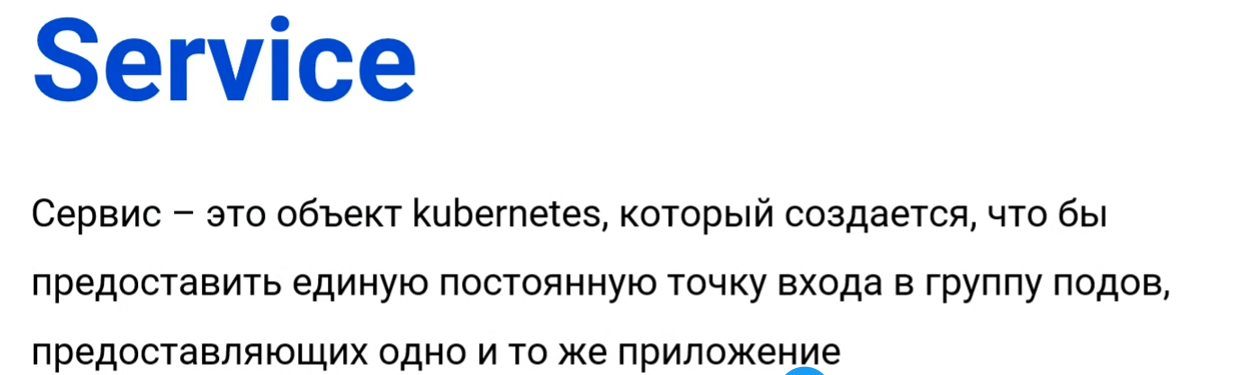 Service
Сервис – это объект kubernetes, который создается, что бы
предоставить единую постоянную точку входа в группу подов,
предоставляющих одно и то же приложение